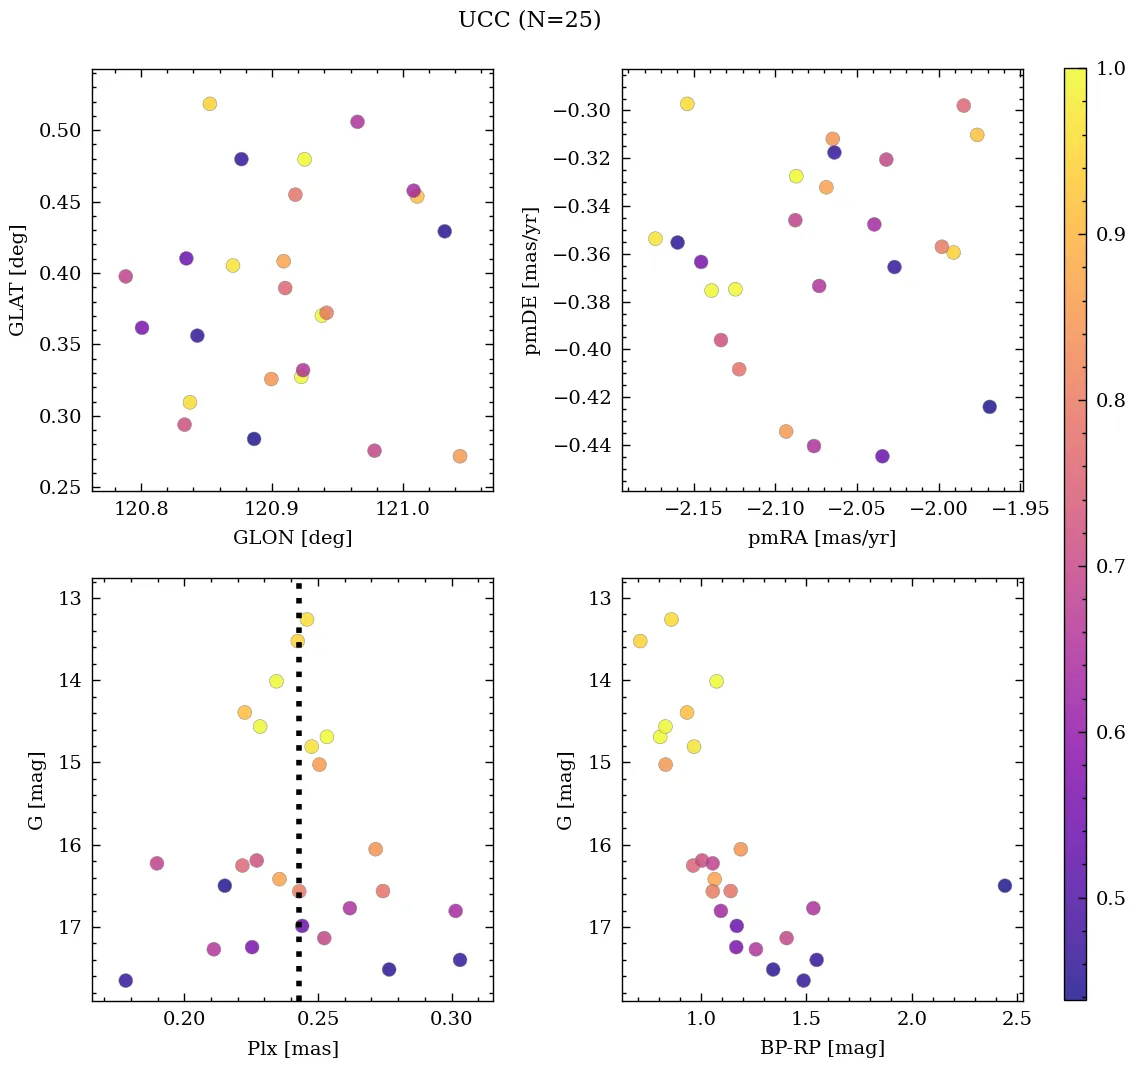 UCC (N=25)
0.50
0.45
0.40
0.35
0.30
0.25
GLAT [deg]
120.8 120.9 121.0
GLON [deg]
−0.30
−0.32
−0.34
−0.36
−0.38
−0.40
−0.42
−0.44
pmDE [mas/yr]
−2.15 −2.10 −2.05 −2.00 −1.95
pmRA [mas/yr]
1.0
0.9
0.8
0.7
0.6
0.5
13
14
15
16
17
G [mag]
0.20 0.25 0.30
Plx [mas]
13
14
15
16
17
G [mag]
1.0 1.5 2.0 2.5
BP-RP [mag]